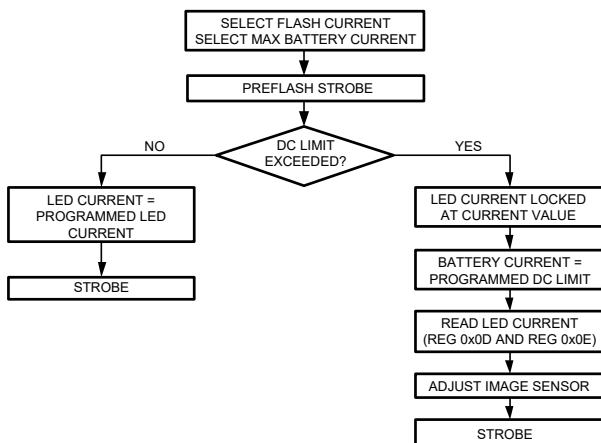 SELECT FLASH CURRENT
SELECT MAX BATTERY CURRENT
PREFLASH STROBE
DC LIMIT
EXCEEDED?
NO
YES
LED CURRENT =
PROGRAMMED LED
CURRENT
STROBE
LED CURRENT LOCKED
AT CURRENT VALUE
BATTERY CURRENT =
PROGRAMMED DC LIMIT
READ LED CURRENT
(REG 0x0D AND REG 0x0E)
ADJUST IMAGE SENSOR
STROBE